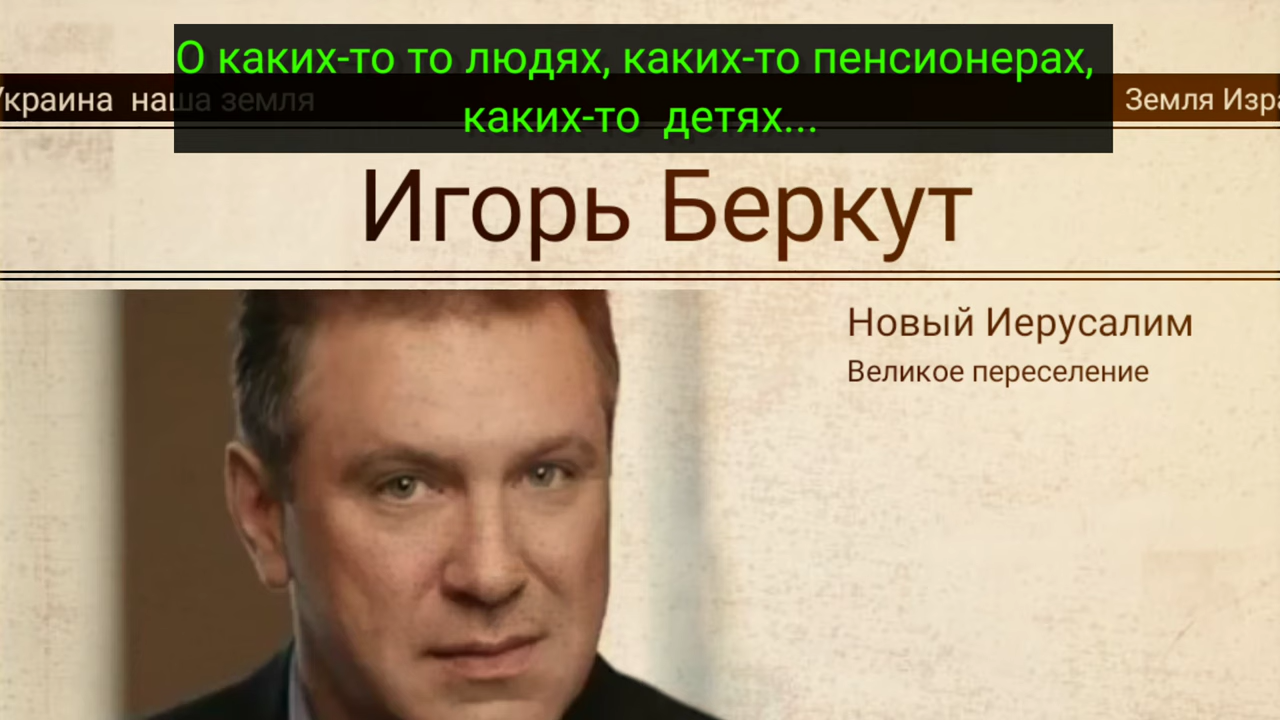 О каких-то то людях, каких-то пенсионерах,
каких-то детях...
Украина наша земля
Земля Изра
Игорь Беркут
Новый Иерусалим
Великое переселение